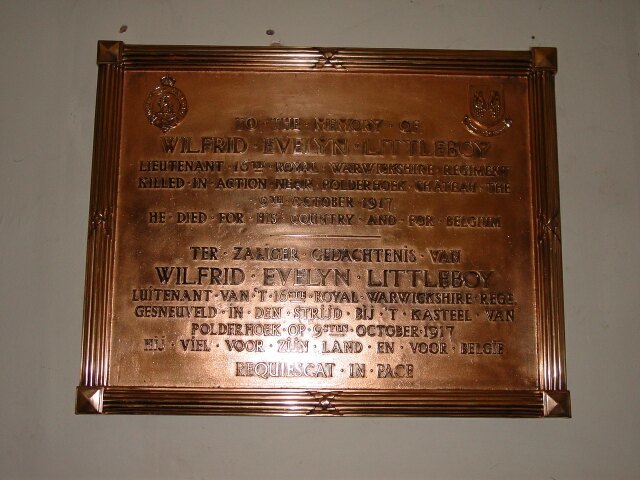 TO · THE · MEMORY · OF
WILFRID · EVELYN · LITTLEBOY
LIEUTENANT · 16TH · ROYAL · WARWICKSHIRE · REGIMENT
KILLED · IN · ACTION · NEAR · POLDERHOEK · CHATEAU · THE
9TH OCTOBER · 1917
HE · DIED · FOR · HIS · COUNTRY · AND · FOR · BELGIUM
TER · ZALIGER · GEDACHTENIS · VAN
WILFRID · EVELYN · LITTLEBOY
LUITENANT · VAN · 'T · 16DE · ROYAL · WARWICKSHIRE · REGE.
GESNEUVELD · IN · DEN · STRIJD · BIJ · 'T · KASTEEL · VAN
POLDERHOEK · OP · 9STEN · OCTOBER · 1917
HIJ · VIEL · VOOR · ZIJN · LAND · EN · VOOR · BELGIE
REQUIESCAT · IN · PACE